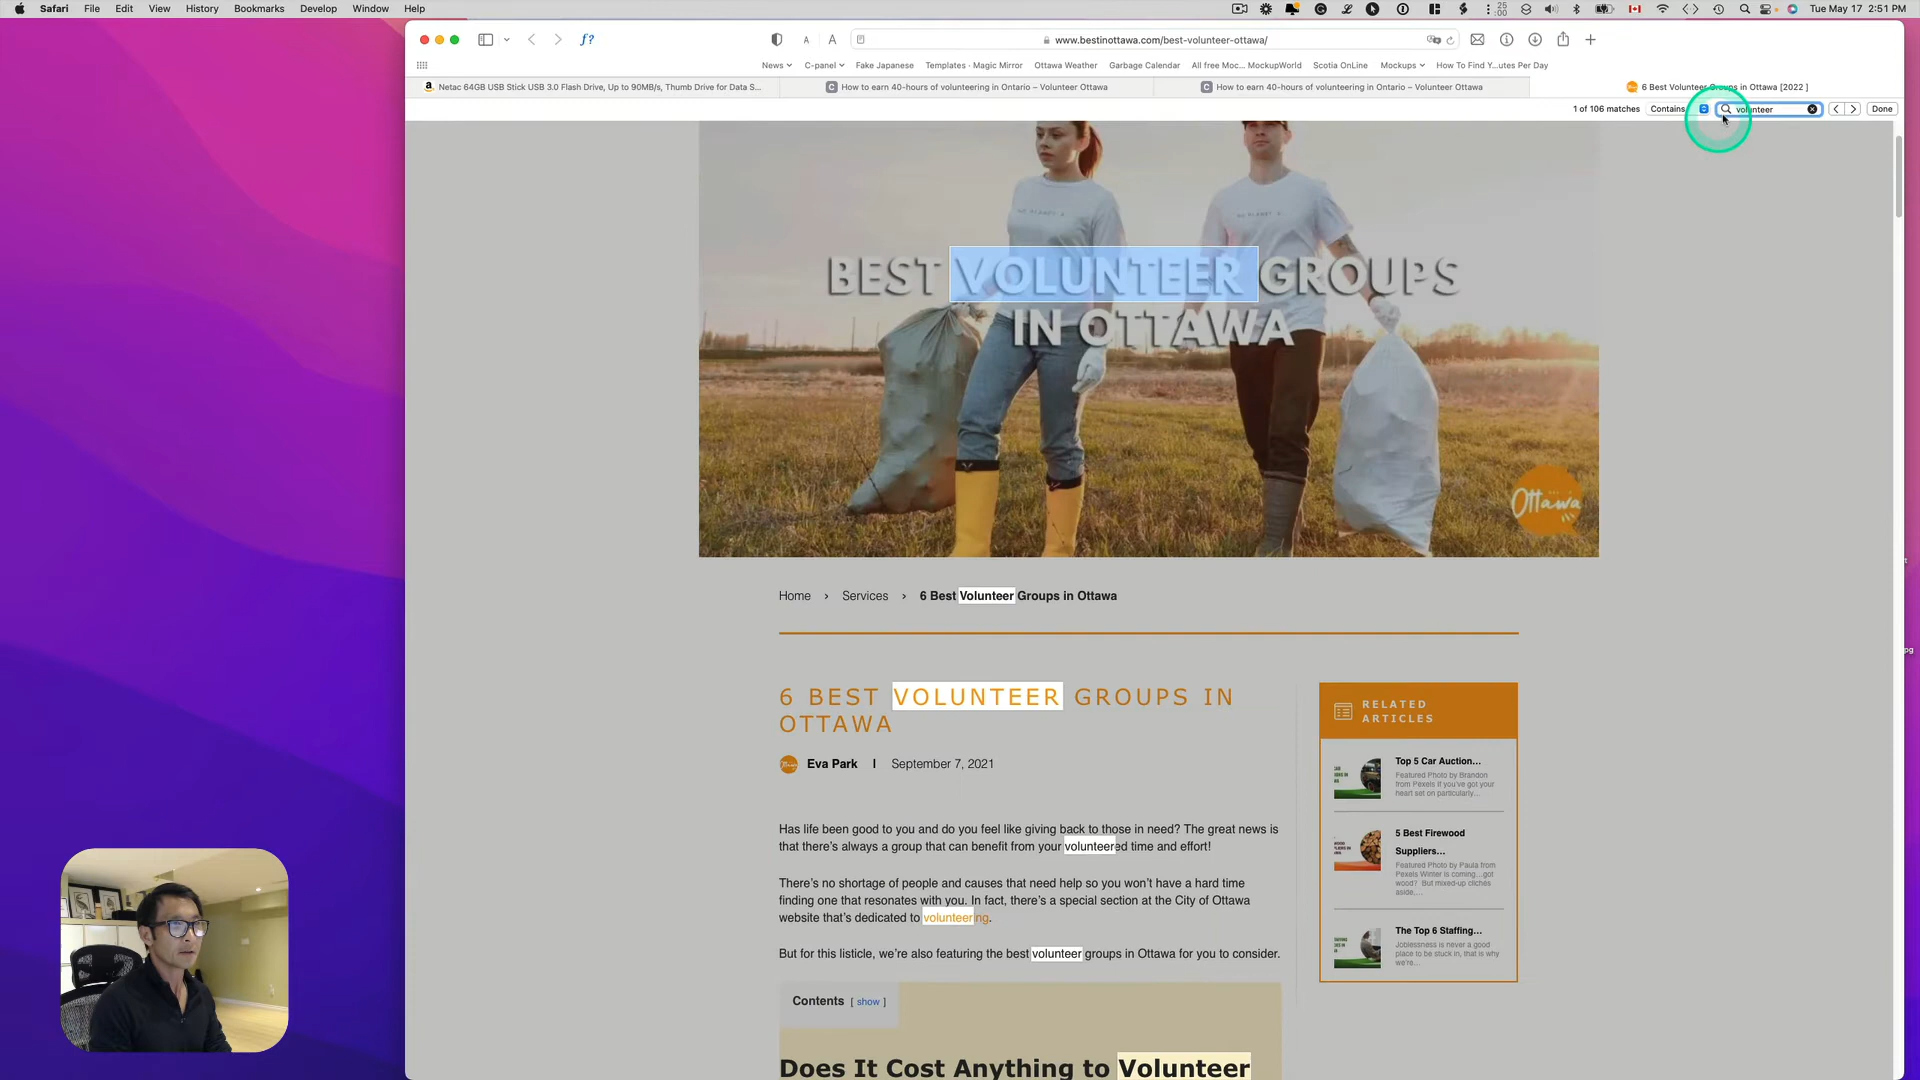 Safari File Edit View History Bookmarks Develop Window Help
25
:00
Tue May 17 2:51 PM
f?
A A
www.bestinottawa.com/best-volunteer-ottawa/
News C-panel Fake Japanese Templates - Magic Mirror Ottawa Weather Garbage Calendar All free Moc... MockupWorld Scotia OnLine Mockups How To Find Y...utes Per Day
Netac 64GB USB Stick USB 3.0 Flash Drive, Up to 90MB/s, Thumb Drive for Data S...
How to earn 40-hours of volunteering in Ontario – Volunteer Ottawa
How to earn 40-hours of volunteering in Ontario – Volunteer Ottawa
6 Best Volunteer Groups in Ottawa [2022 ]
1 of 106 matches Contains volunteer Done
BEST VOLUNTEER GROUPS
IN OTTAWA
Ottawa
Home › Services › 6 Best Volunteer Groups in Ottawa
6 BEST VOLUNTEER GROUPS IN
OTTAWA
Eva Park | September 7, 2021
Has life been good to you and do you feel like giving back to those in need? The great news is
that there's always a group that can benefit from your volunteered time and effort!
There's no shortage of people and causes that need help so you won't have a hard time
finding one that resonates with you. In fact, there's a special section at the City of Ottawa
website that's dedicated to volunteering.
But for this listicle, we're also featuring the best volunteer groups in Ottawa for you to consider.
Contents [ show ]
Does It Cost Anything to Volunteer
RELATED
ARTICLES
Top 5 Car Auction...
Featured Photo by Brandon
from Pexels If you've got your
heart set on particularly...
5 Best Firewood
Suppliers...
Featured Photo by Paula from
Pexels Winter is coming...got
wood? But mixed-up clichés
aside,...
The Top 6 Staffing...
Joblessness is never a good
place to be stuck in, that is why
we're...